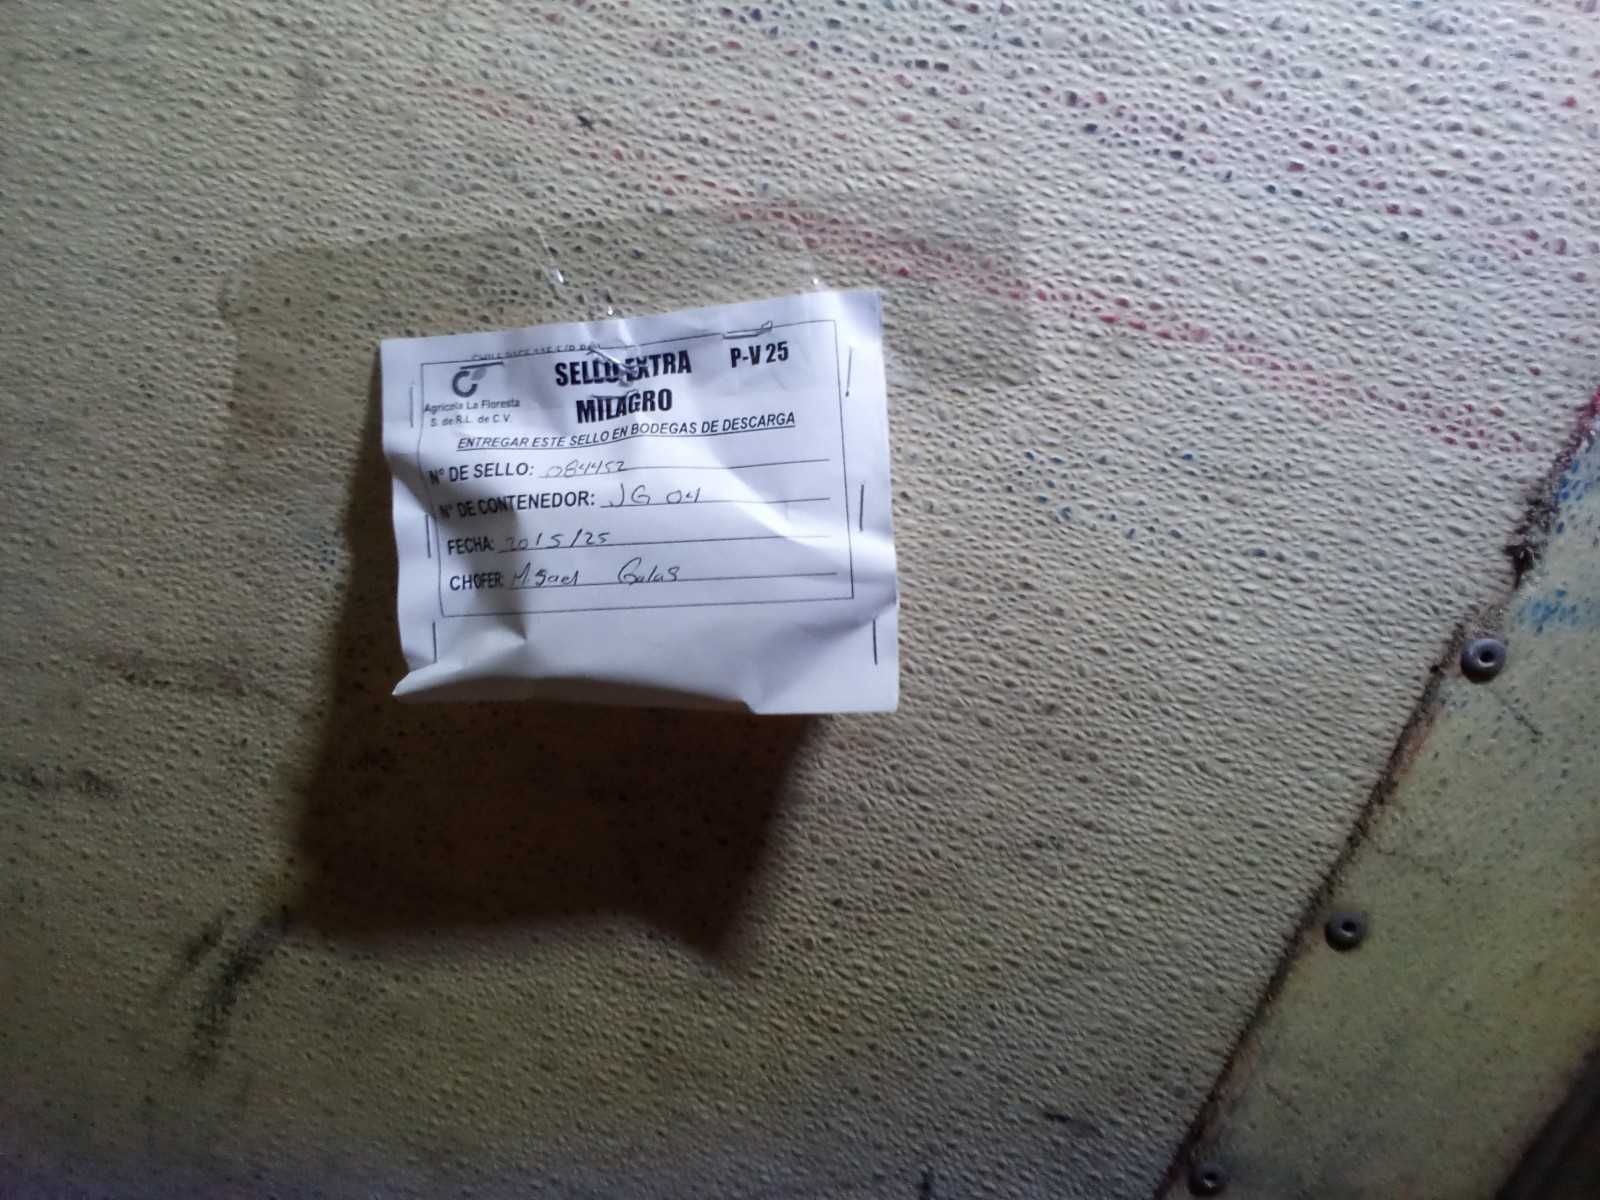 SELLO EXTRA P-V 25
MILAGRO
Agrícola La Floresta
S. de R.L. de C.V.
ENTREGAR ESTE SELLO EN BODEGAS DE DESCARGA
N° DE SELLO: 084452
N° DE CONTENEDOR: JG 04
FECHA: 20/5/25
CHOFER: Misael